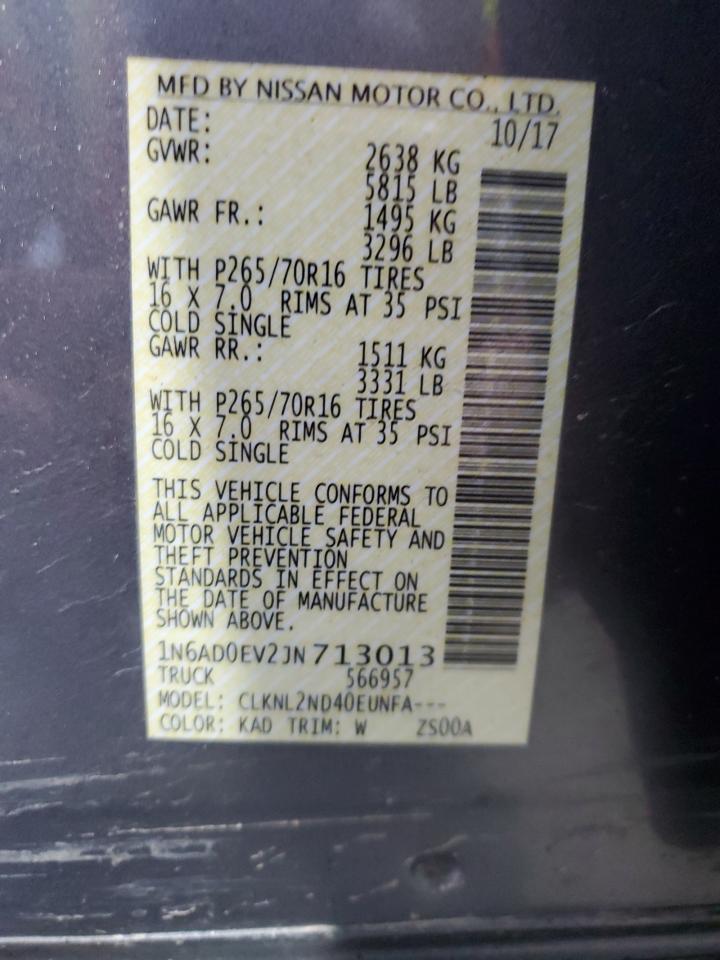 MFD BY NISSAN MOTOR CO., LTD.
DATE: 10/17
GVWR: 2638 KG
5815 LB
GAWR FR.: 1495 KG
3296 LB
WITH P265/70R16 TIRES
16 X 7.0 RIMS AT 35 PSI
COLD SINGLE
GAWR RR.: 1511 KG
3331 LB
WITH P265/70R16 TIRES
16 X 7.0 RIMS AT 35 PSI
COLD SINGLE
THIS VEHICLE CONFORMS TO
ALL APPLICABLE FEDERAL
MOTOR VEHICLE SAFETY AND
THEFT PREVENTION
STANDARDS IN EFFECT ON
THE DATE OF MANUFACTURE
SHOWN ABOVE.
1N6AD0EV2JN713013
TRUCK 566957
MODEL: CLKNL2ND40EUNFA---
COLOR: KAD TRIM: W ZS00A